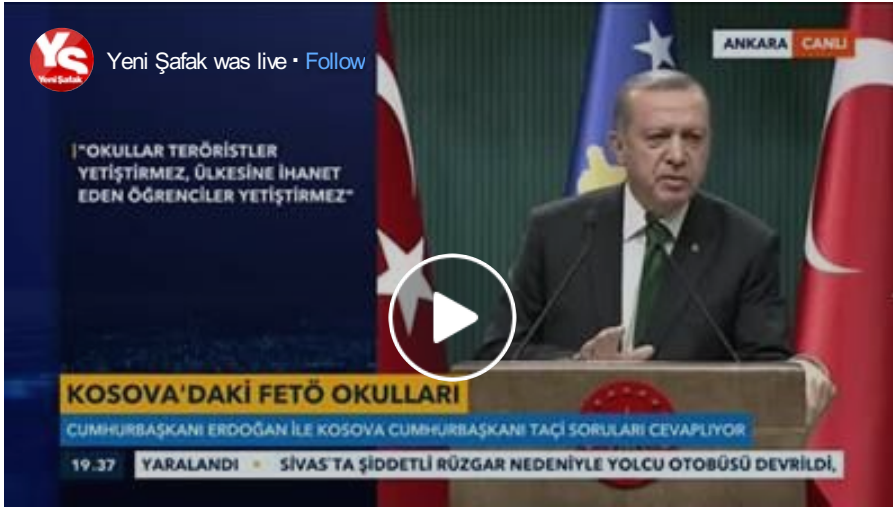 YS
Yeni Şafak
Yeni Şafak was live · Follow
ANKARA CANLI
"OKULLAR TERÖRİSTLER
YETİŞTİRMEZ, ÜLKESİNE İHANET
EDEN ÖĞRENCİLER YETİŞTİRMEZ"
KOSOVA'DAKİ FETÖ OKULLARI
CUMHURBAŞKANI ERDOĞAN İLE KOSOVA CUMHURBAŞKANI TAÇİ SORULARI CEVAPLIYOR
19.37 YARALANDI • SİVAS'TA ŞİDDETLİ RÜZGAR NEDENİYLE YOLCU OTOBÜSÜ DEVRİLDİ,